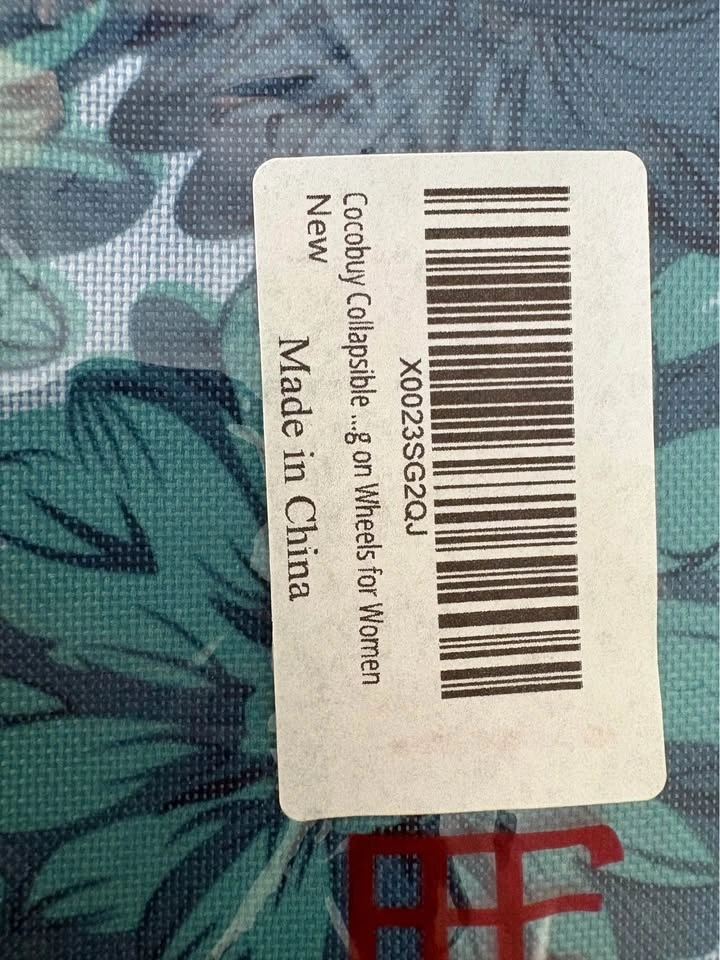 X0023SG2QJ
Cocobuy Collapsible ...g on Wheels for Women
New
Made in China